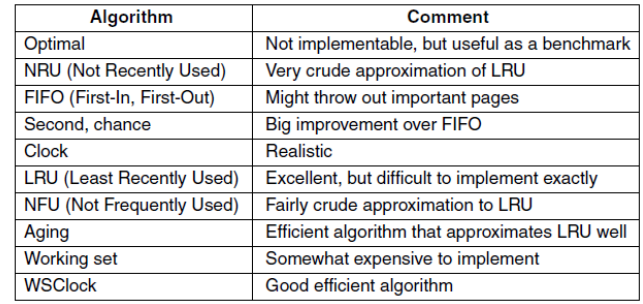 Algorithm Comment
Optimal Not implementable, but useful as a benchmark
NRU (Not Recently Used) Very crude approximation of LRU
FIFO (First-In, First-Out) Might throw out important pages
Second, chance Big improvement over FIFO
Clock Realistic
LRU (Least Recently Used) Excellent, but difficult to implement exactly
NFU (Not Frequently Used) Fairly crude approximation to LRU
Aging Efficient algorithm that approximates LRU well
Working set Somewhat expensive to implement
WSClock Good efficient algorithm